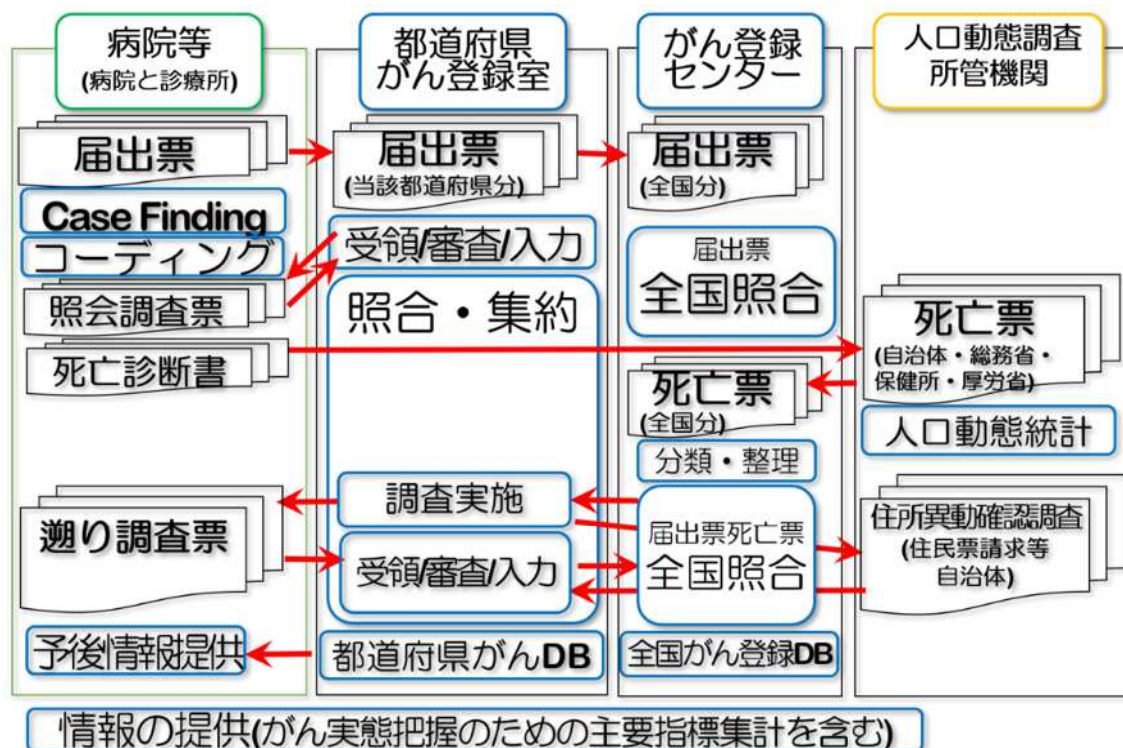 病院等
(病院と診療所)
届出票
Case Finding
コーディング
照会調査票
死亡診断書
遡り調査票
予後情報提供
都道府県
がん登録室
届出票
(当該都道府県分)
受領/審査/入力
照合・集約
調査実施
受領/審査/入力
都道府県がんDB
がん登録
センター
届出票
(全国分)
届出票
全国照合
死亡票
(全国分)
分類・整理
届出票死亡票
全国照合
全国がん登録DB
人口動態調査
所管機関
死亡票
(自治体・総務省・
保健所・厚労省)
人口動態統計
住所異動確認調査
(住民票請求等
自治体)
情報の提供(がん実態把握のための主要指標集計を含む)